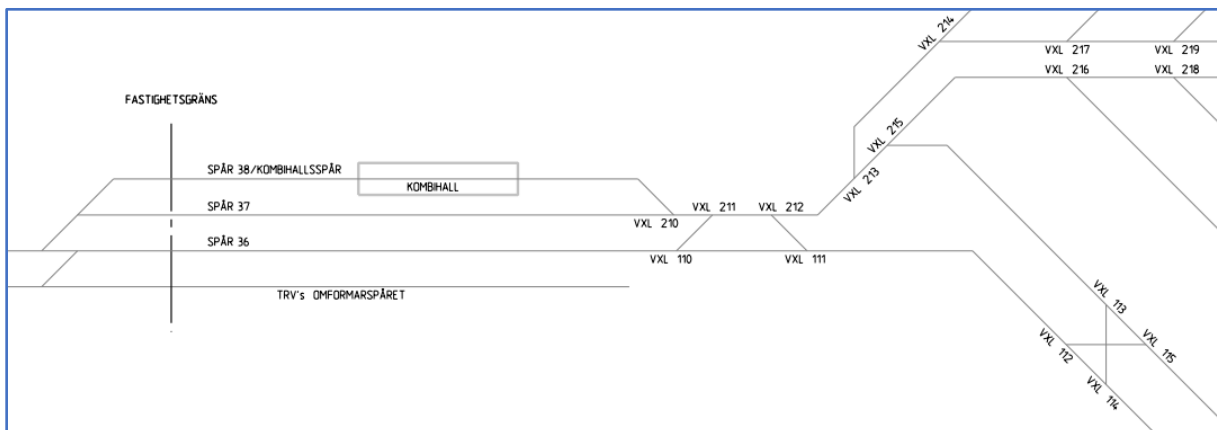 VXL 214
VXL 217
VXL 219
VXL 216
VXL 218
FASTIGHETSGRÄNS
VXL 215
SPÅR 38/KOMBIHALLSSPÅR
KOMBIHALL
VXL 213
SPÅR 37
VXL 210
VXL 211
VXL 212
SPÅR 36
VXL 110
VXL 111
TRV's OMFORMARSPÅRET
VXL 113
VXL 112
VXL 115
VXL 114